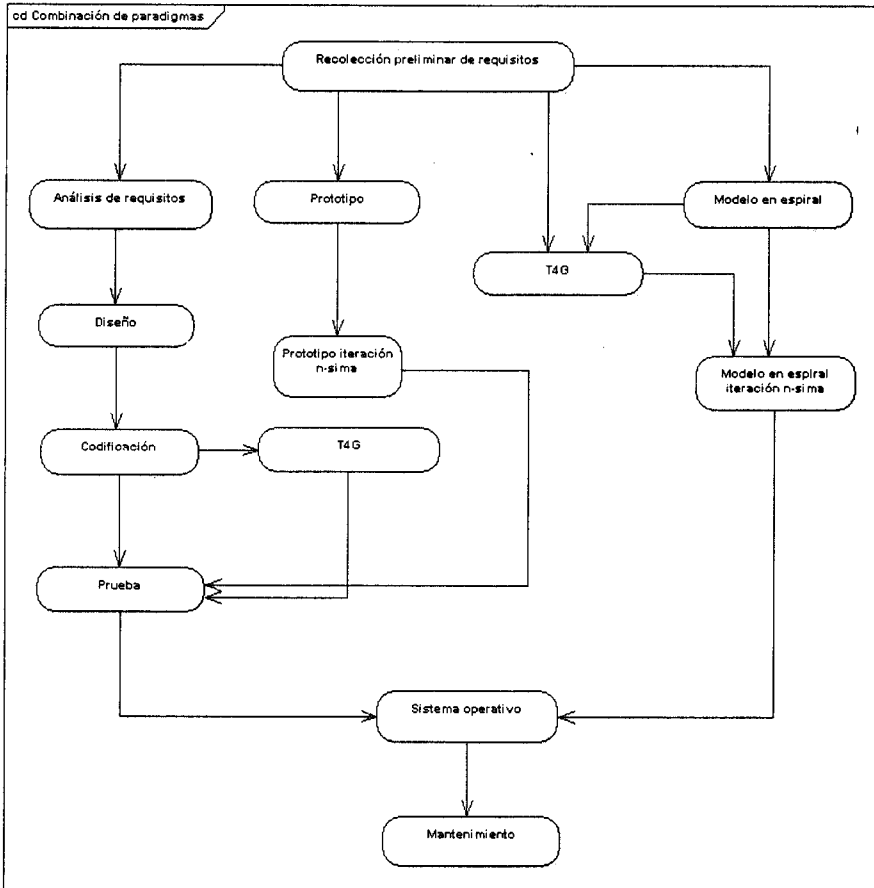 cd Combinación de paradigmas
Recolección preliminar de requisitos
Análisis de requisitos
Prototipo
Modelo en espiral
T4G
Diseño
Prototipo iteración
n-sima
Modelo en espiral
iteración n-sima
Codificación
T4G
Prueba
Sistema operativo
Mantenimiento